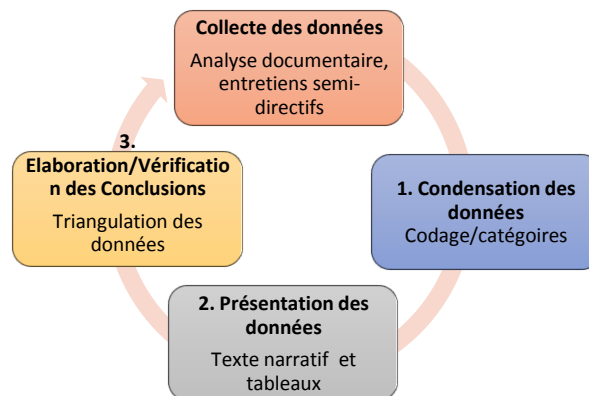 Collecte des données
Analyse documentaire,
entretiens semi-
directifs
1. Condensation des
données
Codage/catégoires
2. Présentation des
données
Texte narratif et
tableaux
3.
Elaboration/Vérificatio
n des Conclusions
Triangulation des
données